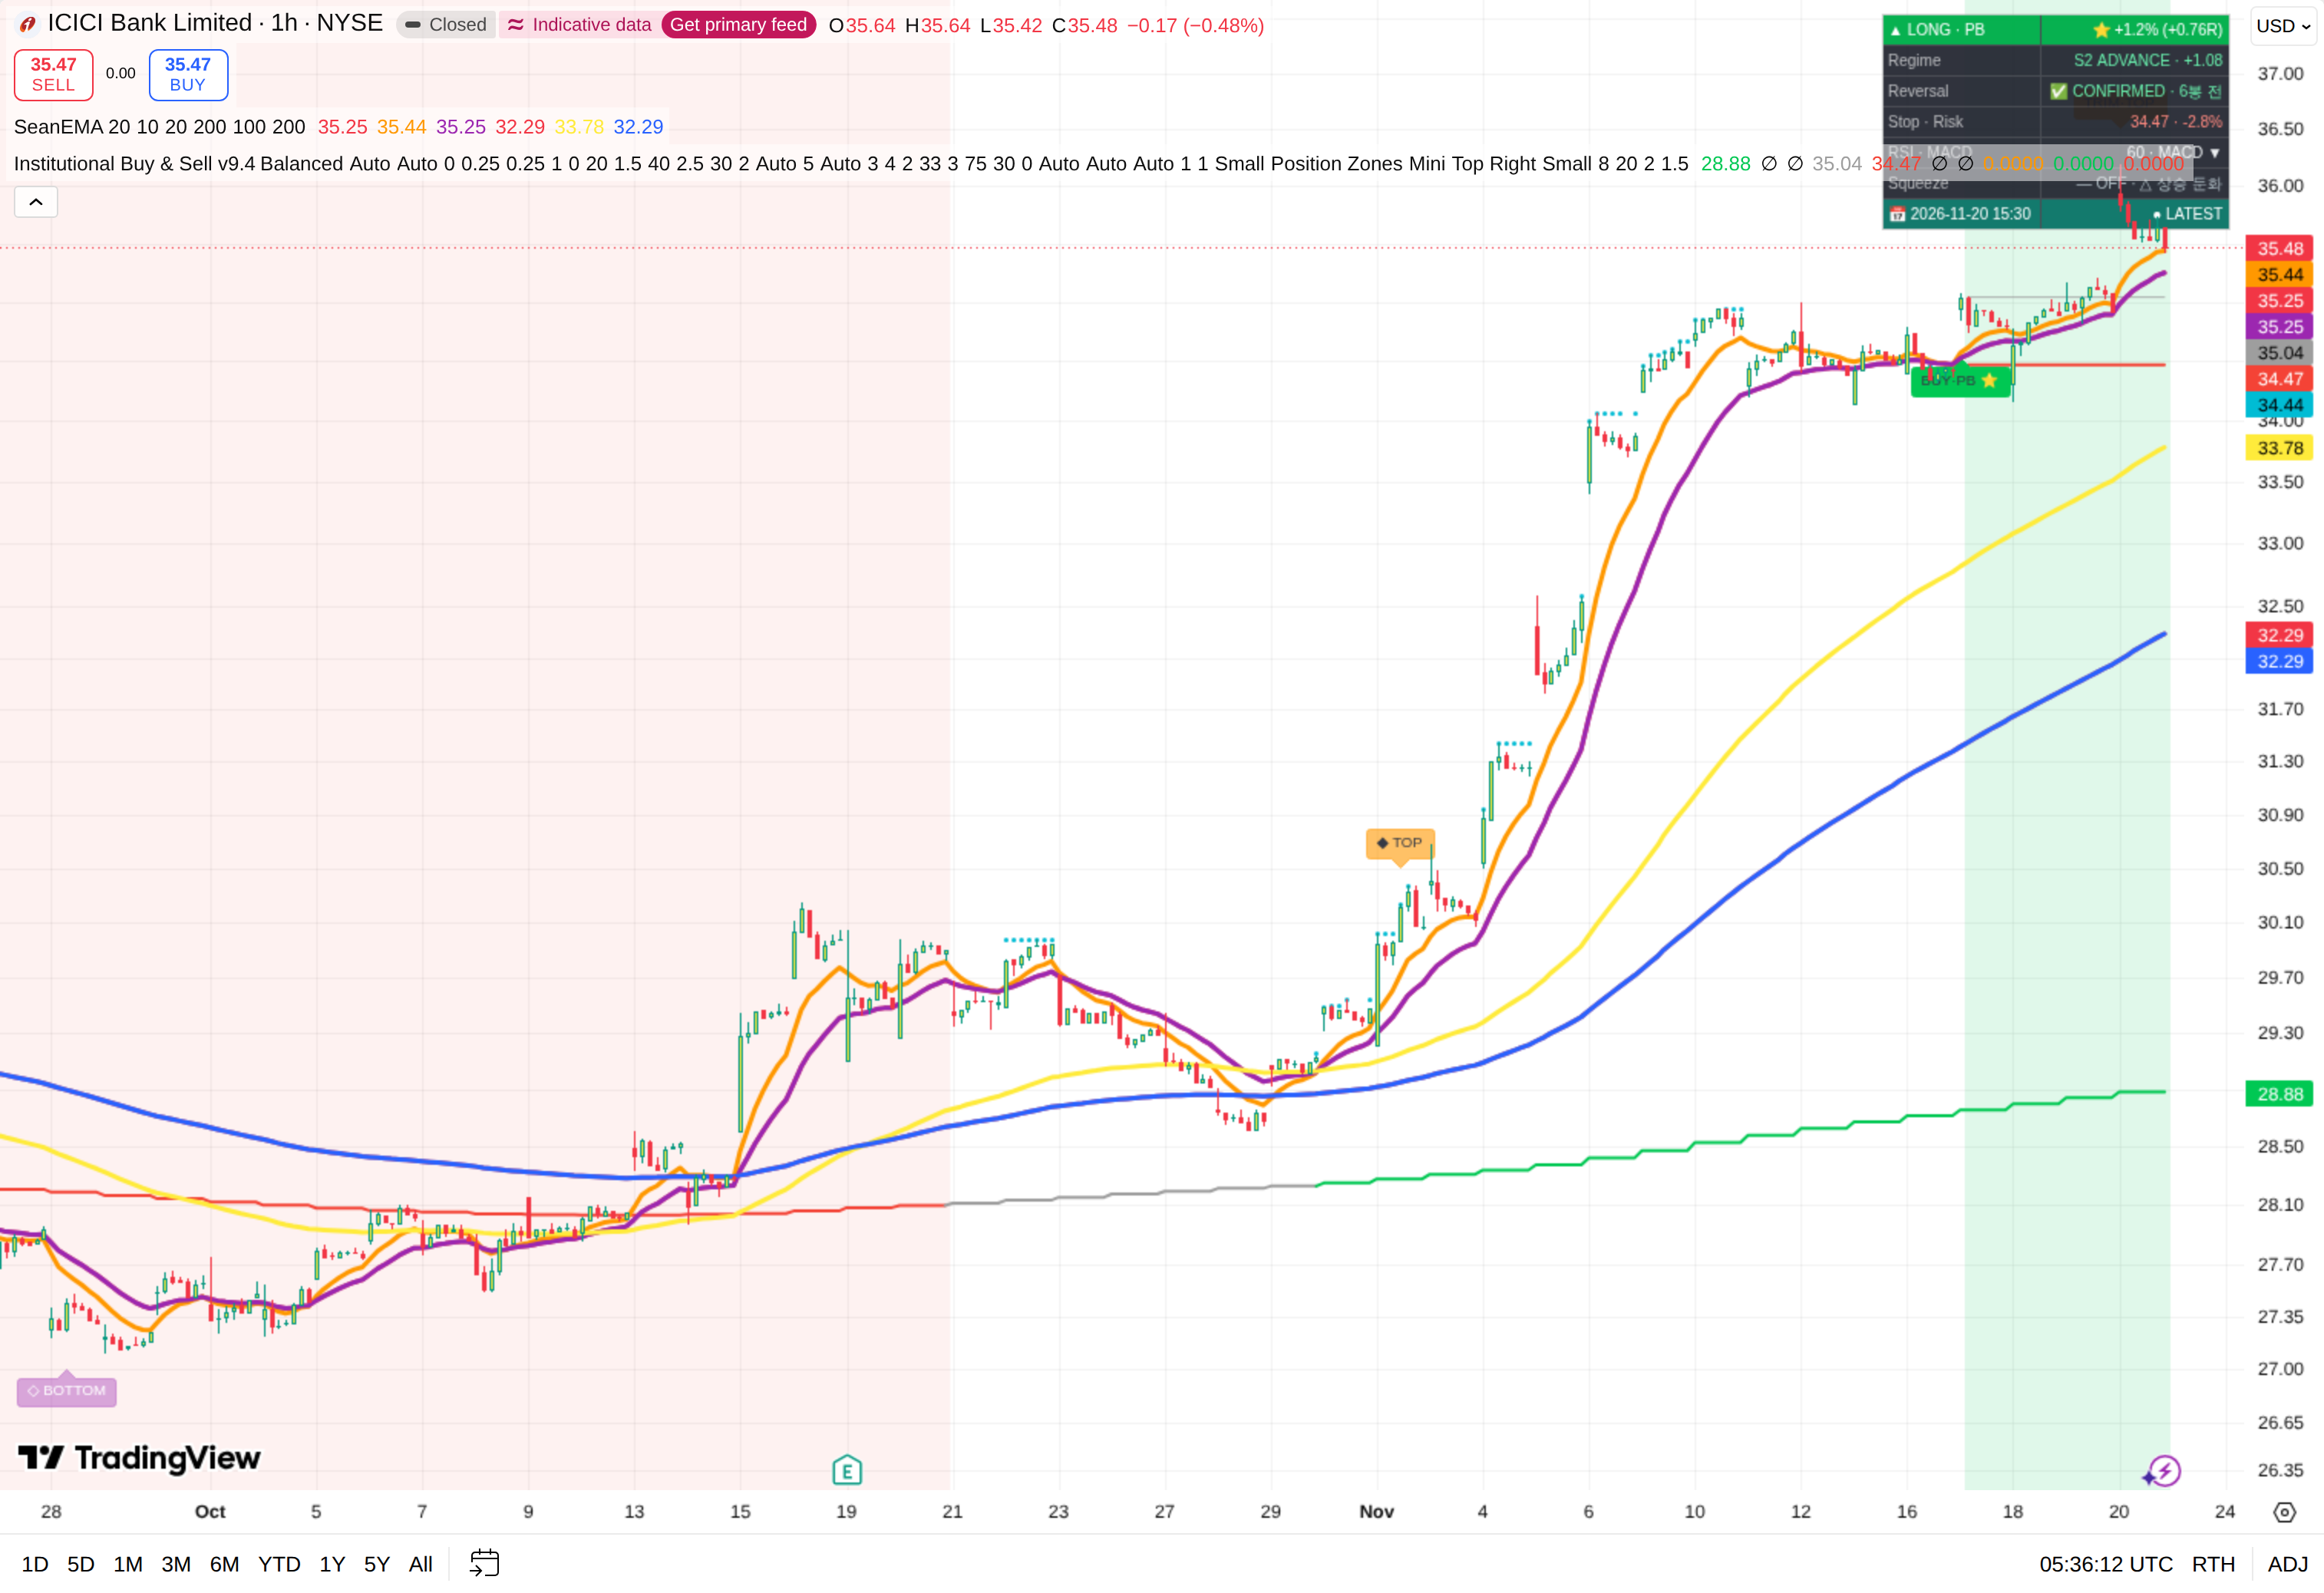 ICICI Bank Limited · 1h · NYSE Closed Indicative data Get primary feed O35.64 H35.64 L35.42 C35.48 −0.17 (−0.48%)
35.47 SELL 0.00 35.47 BUY
SeanEMA 20 10 20 200 100 200 35.25 35.44 35.25 32.29 33.78 32.29
Institutional Buy & Sell v9.4 Balanced Auto Auto 0 0.25 0.25 1 0 20 1.5 40 2.5 30 2 Auto 5 Auto 3 4 2 33 3 75 30 0 Auto Auto Auto 1 1 Small Position Zones Mini Top Right Small 8 20 2 1.5 28.88 ∅ ∅ 35.04 34.47 ∅ ∅ 0.0000 0.0000 0.0000
▲ LONG · PB ⭐ +1.2% (+0.76R)
Regime S2 ADVANCE · +1.08
Reversal ✅ CONFIRMED · 6봉 전
Stop · Risk 34.47 · -2.8%
RSI · MACD 60 · MACD ▼
Squeeze — OFF · △ 상승 둔화
📅 2026-11-20 15:30 ● LATEST
USD
37.00
36.50
36.00
35.48
35.44
35.25
35.25
35.04
34.47
34.44
34.00
33.78
33.50
33.00
32.50
32.29
32.29
31.70
31.30
30.90
30.50
30.10
29.70
29.30
28.88
28.50
28.10
27.70
27.35
27.00
26.65
26.35
BUY·PB ⭐
◆ TOP
◇ BOTTOM
TradingView
E
28 Oct 5 7 9 13 15 19 21 23 27 29 Nov 4 6 10 12 16 18 20 24
1D 5D 1M 3M 6M YTD 1Y 5Y All 05:36:12 UTC RTH ADJ